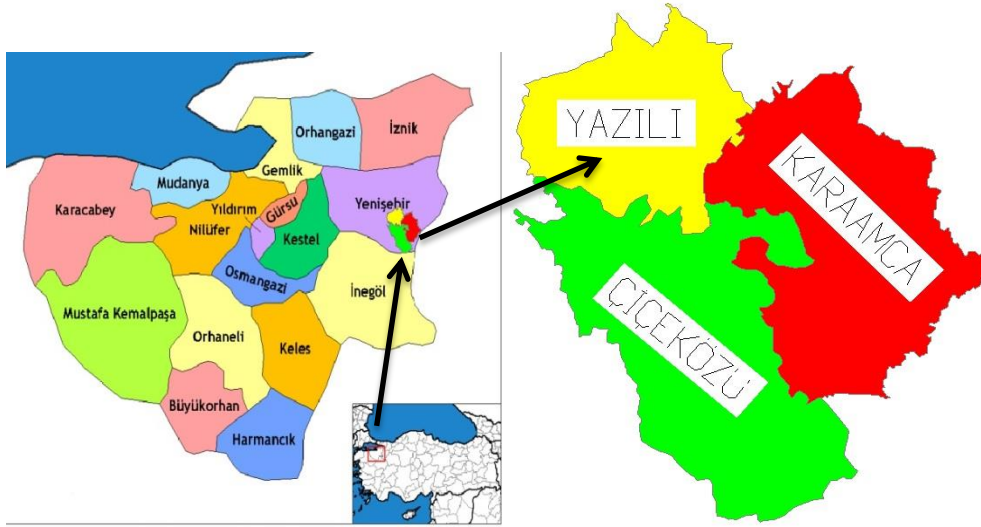 Orhangazi
İznik
Gemlik
Mudanya
Karacabey
Yıldırım
Gürsu
Yenişehir
Nilüfer
Kestel
Osmangazi
İnegöl
Mustafa Kemalpaşa
Orhaneli
Keles
Büyükorhan
Harmancık
YAZILI
KARAAMCA
ÇİÇEKÖZÜ